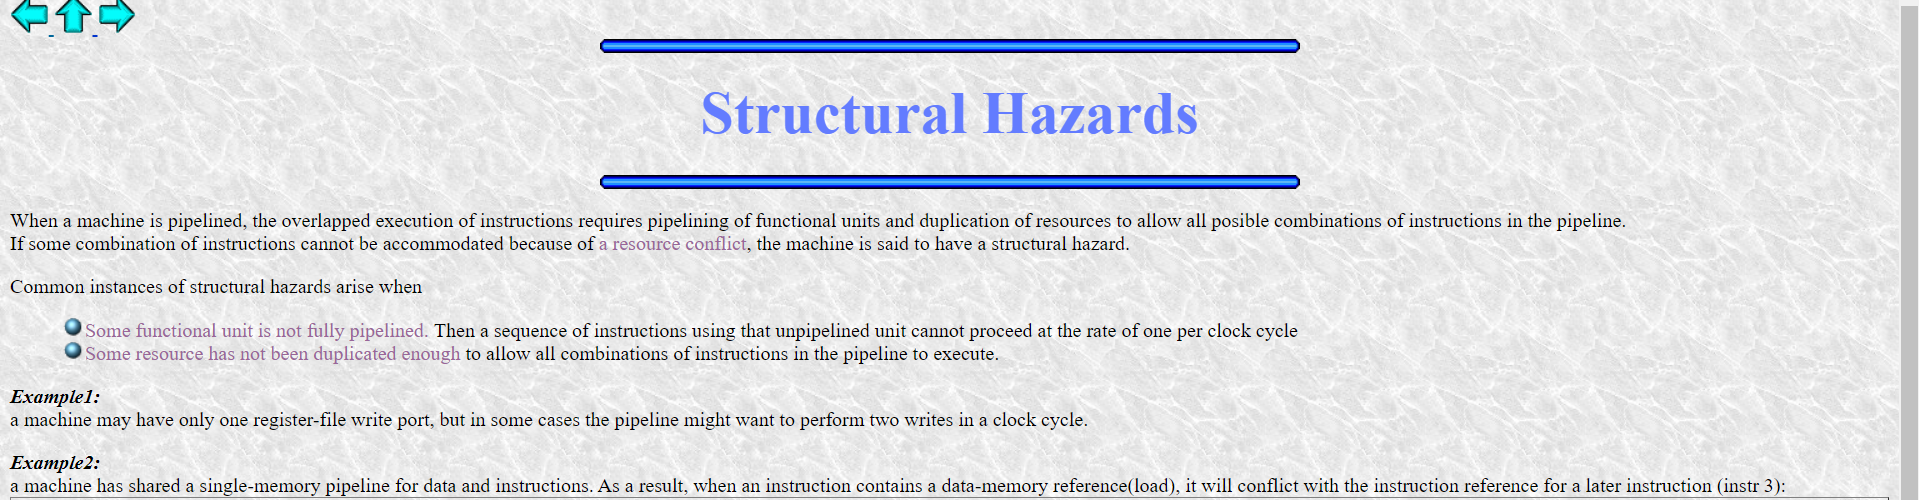 Structural Hazards
When a machine is pipelined, the overlapped execution of instructions requires pipelining of functional units and duplication of resources to allow all posible combinations of instructions in the pipeline.
If some combination of instructions cannot be accommodated because of a resource conflict, the machine is said to have a structural hazard.
Common instances of structural hazards arise when
Some functional unit is not fully pipelined. Then a sequence of instructions using that unpipelined unit cannot proceed at the rate of one per clock cycle
Some resource has not been duplicated enough to allow all combinations of instructions in the pipeline to execute.
Example1:
a machine may have only one register-file write port, but in some cases the pipeline might want to perform two writes in a clock cycle.
Example2:
a machine has shared a single-memory pipeline for data and instructions. As a result, when an instruction contains a data-memory reference(load), it will conflict with the instruction reference for a later instruction (instr 3):